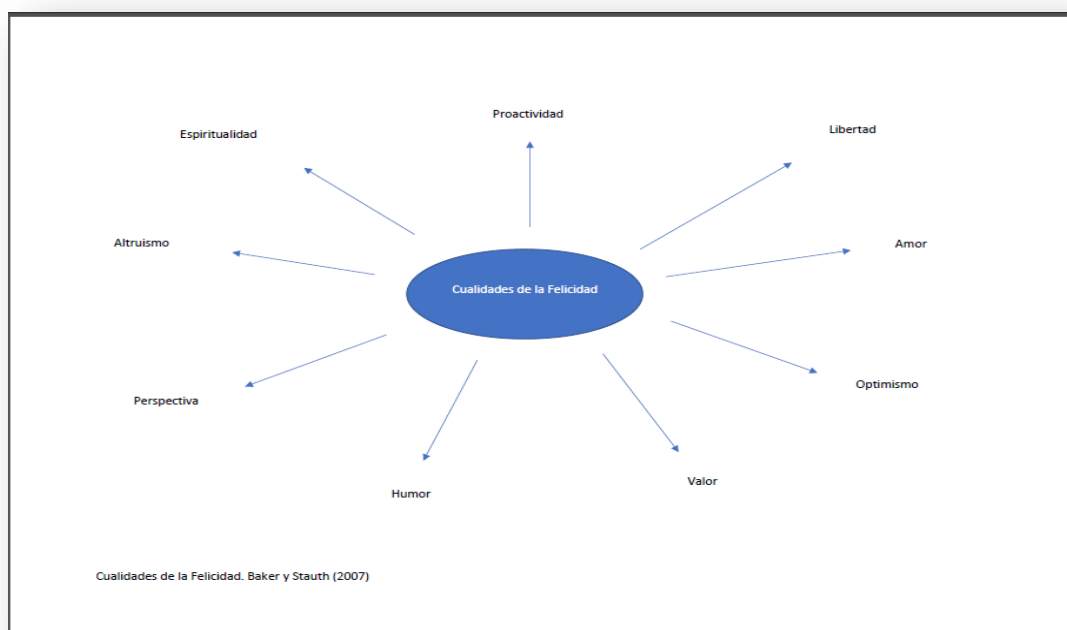 Proactividad
Espiritualidad
Libertad
Altruismo
Amor
Cualidades de la Felicidad
Perspectiva
Optimismo
Humor
Valor
Cualidades de la Felicidad. Baker y Stauth (2007)